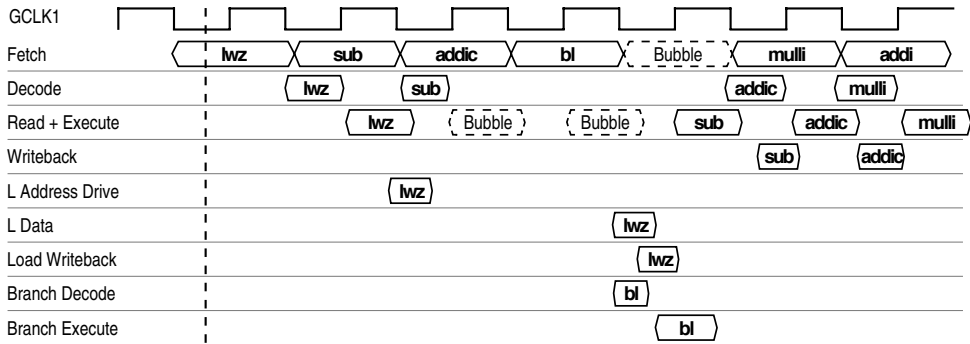 GCLK1
Fetch lwz sub addic bl Bubble mulli addi
Decode lwz sub addic mulli
Read + Execute lwz Bubble Bubble sub addic mulli
Writeback sub addic
L Address Drive lwz
L Data lwz
Load Writeback lwz
Branch Decode bl
Branch Execute bl